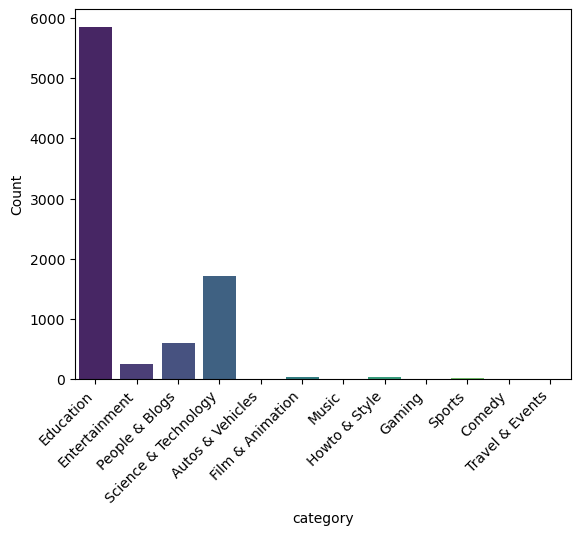 6000
5000
4000
3000
2000
1000
0
Count
Education
Entertainment
People & Blogs
Science & Technology
Autos & Vehicles
Film & Animation
Music
Howto & Style
Gaming
Sports
Comedy
Travel & Events
category